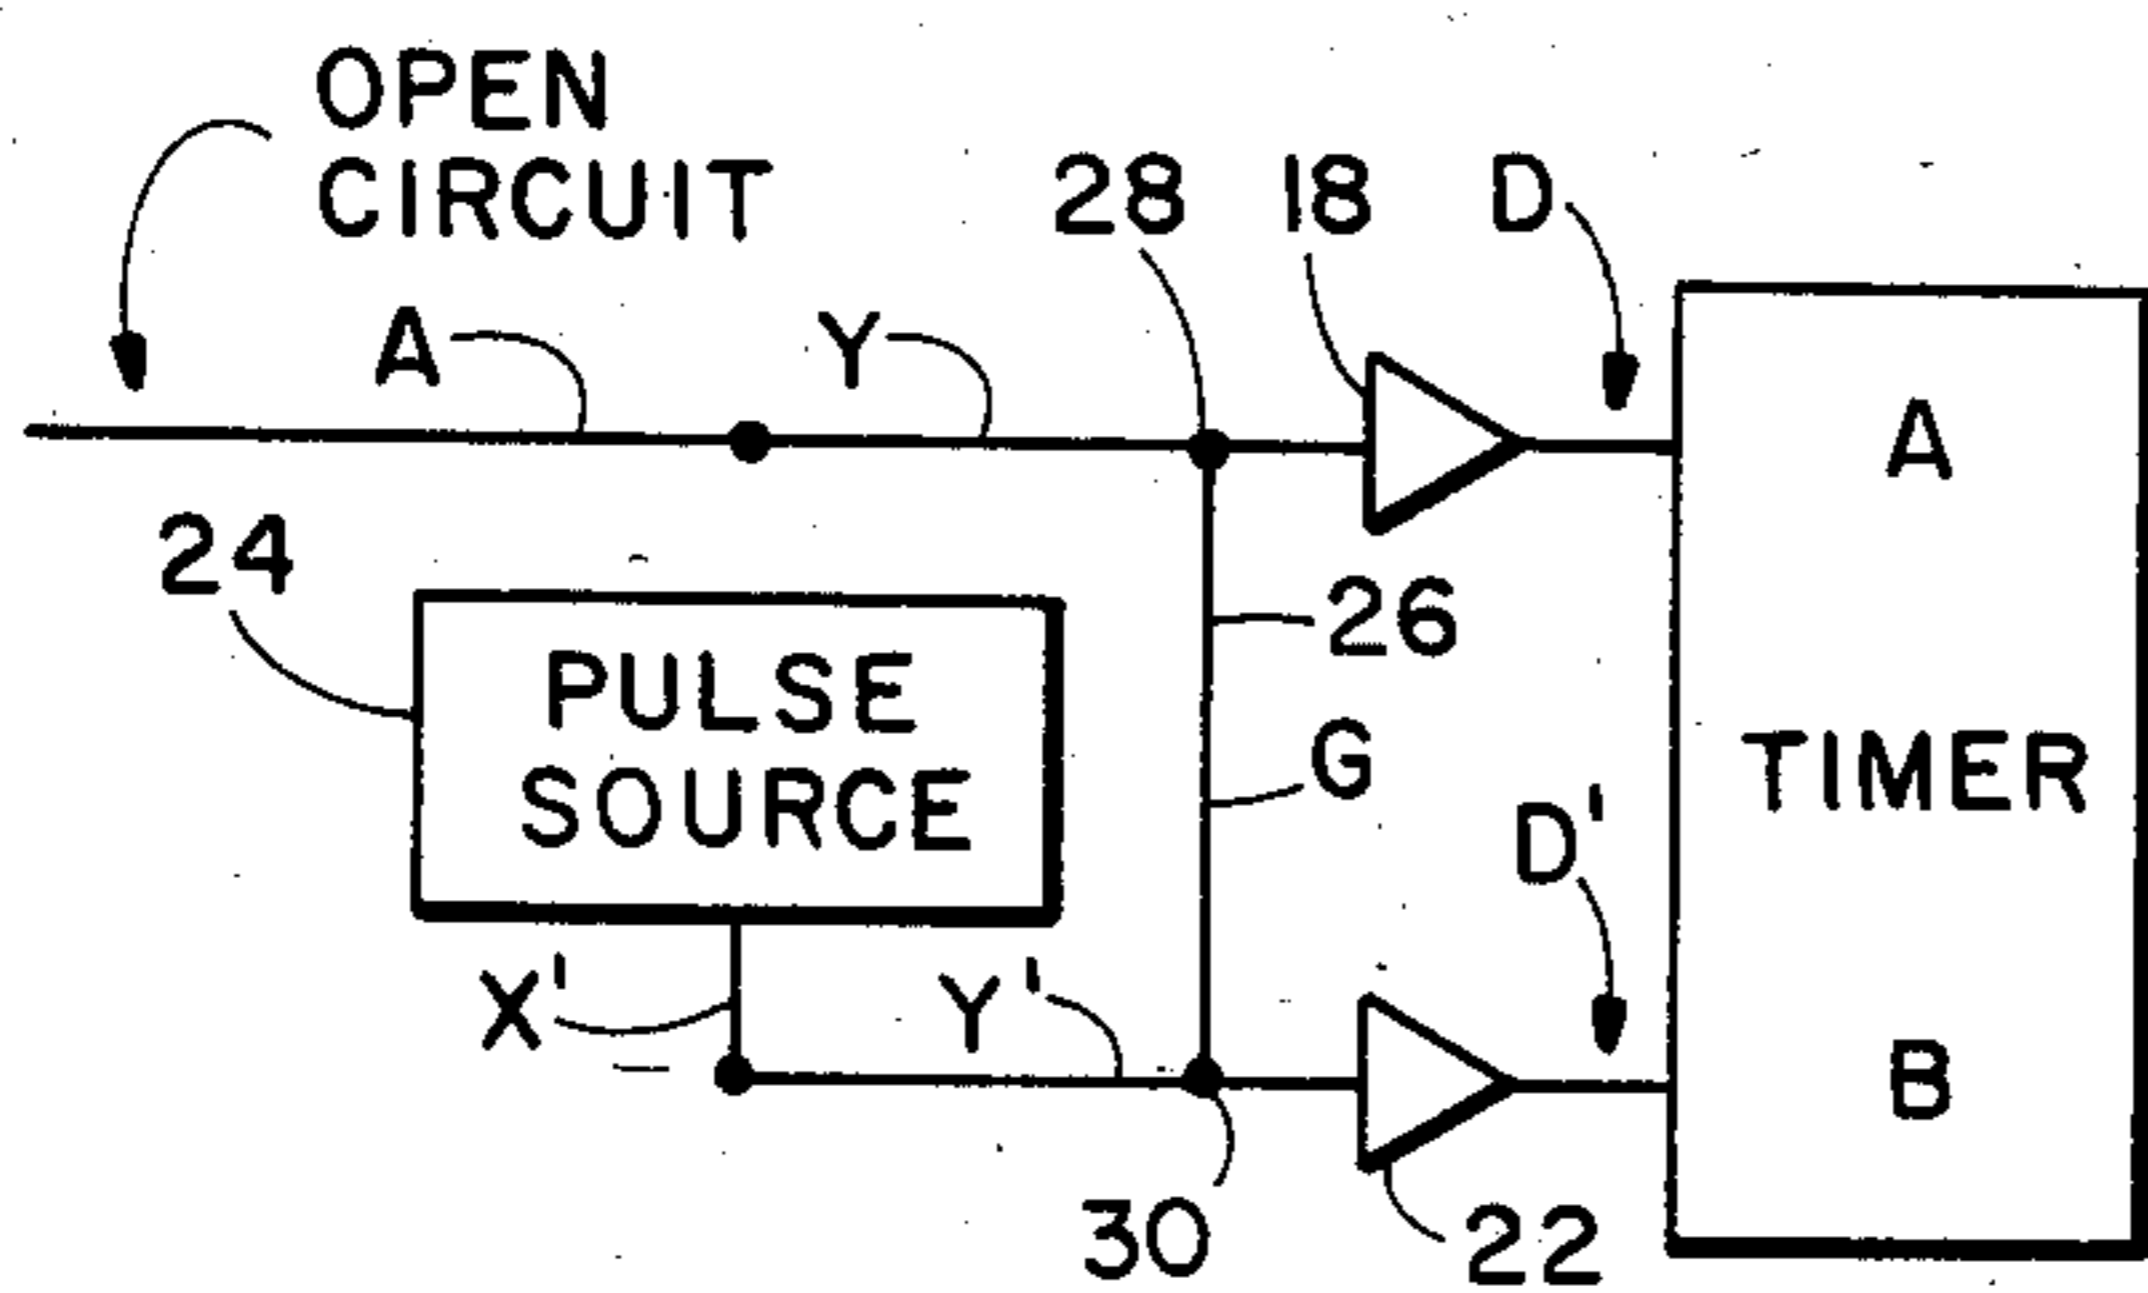 OPEN
CIRCUIT
28 18 D
A Y
A
24
26
PULSE
SOURCE
G
TIMER
D'
X' Y'
B
30
22